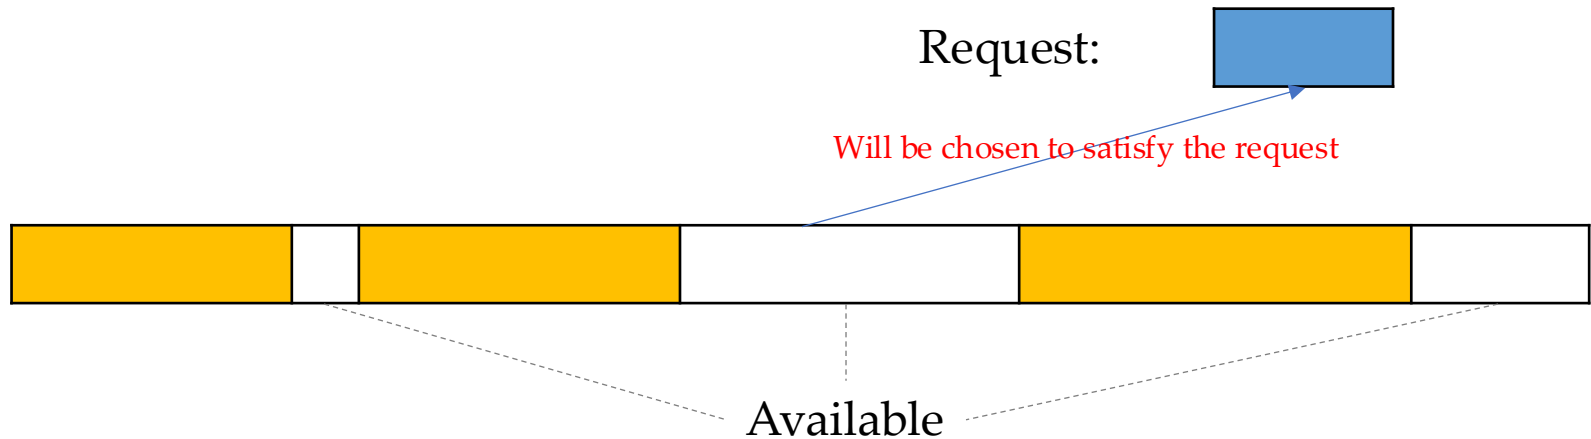 Request:
Will be chosen to satisfy the request
Available